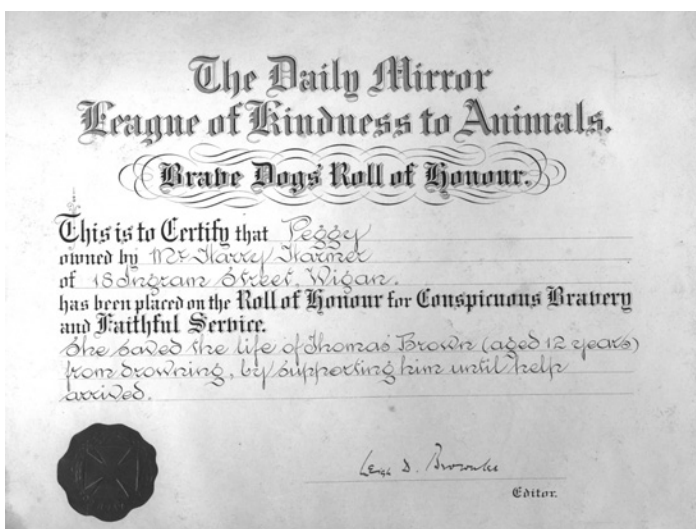 The Daily Mirror
League of Kindness to Animals.
Brave Dogs' Roll of Honour.
This is to Certify that Peggy
owned by Mr Harry Harmer
of 18 Ingram Street, Wigan.
has been placed on the Roll of Honour for Conspicuous Bravery
and Faithful Service.
She saved the life of Thomas Brown (aged 12 years)
from drowning, by supporting him until help
arrived.
Leigh D. Brownlee
Editor.